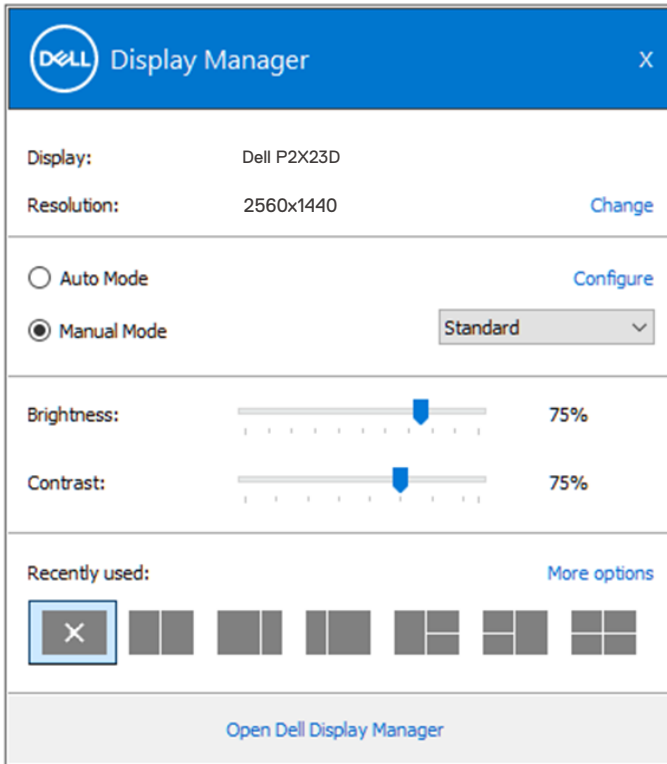 DELL Display Manager X
Display: Dell P2X23D
Resolution: 2560x1440 Change
Auto Mode Configure
Manual Mode Standard
Brightness: 75%
Contrast: 75%
Recently used: More options
Open Dell Display Manager